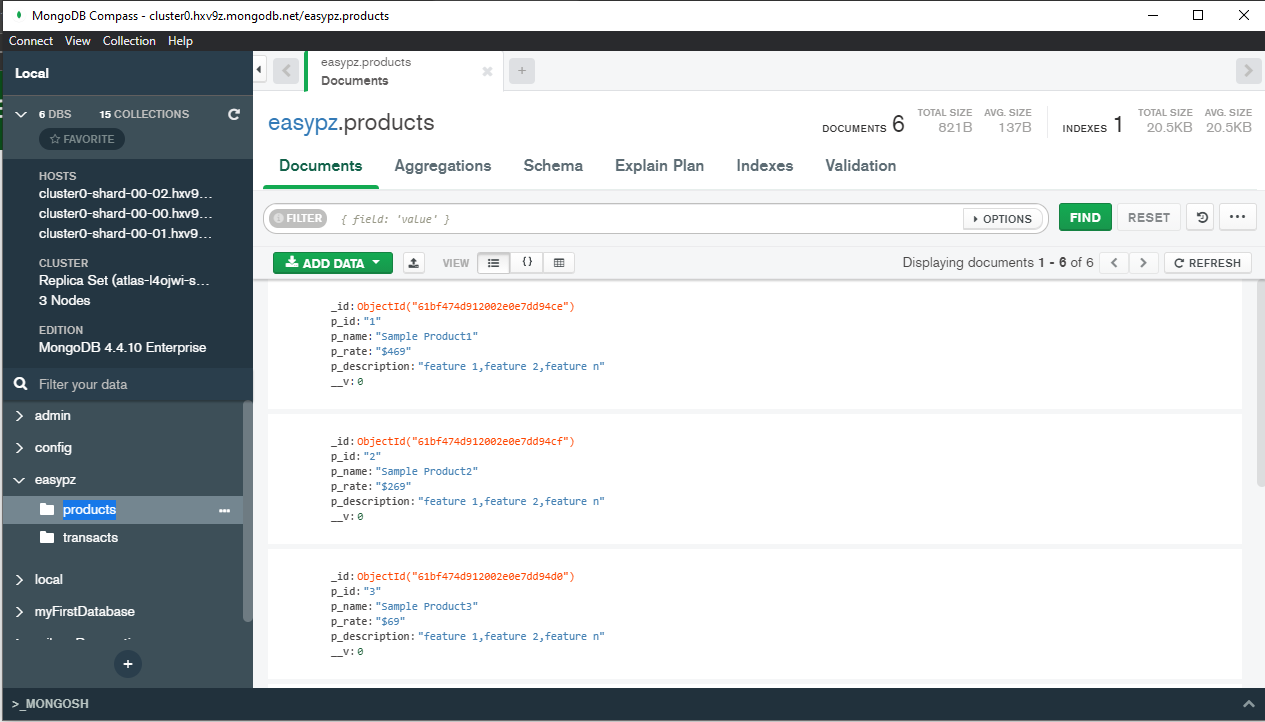 MongoDB Compass - cluster0.hxv9z.mongodb.net/easypz.products
Connect View Collection Help
Local
6 DBS 15 COLLECTIONS
FAVORITE
HOSTS
cluster0-shard-00-02.hxv9...
cluster0-shard-00-00.hxv9...
cluster0-shard-00-01.hxv9...
CLUSTER
Replica Set (atlas-l4ojwi-s...
3 Nodes
EDITION
MongoDB 4.4.10 Enterprise
Filter your data
admin
config
easypz
products
transacts
local
myFirstDatabase
>_MONGOSH
easypz.products
Documents
easypz.products
DOCUMENTS 6
TOTAL SIZE 821B
AVG. SIZE 137B
INDEXES 1
TOTAL SIZE 20.5KB
AVG. SIZE 20.5KB
Documents Aggregations Schema Explain Plan Indexes Validation
FILTER { field: 'value' } OPTIONS FIND RESET
ADD DATA VIEW {} Displaying documents 1 - 6 of 6 REFRESH
_id: ObjectId("61bf474d912002e0e7dd94ce")
p_id: "1"
p_name: "Sample Product1"
p_rate: "$469"
p_description: "feature 1,feature 2,feature n"
__v: 0
_id: ObjectId("61bf474d912002e0e7dd94cf")
p_id: "2"
p_name: "Sample Product2"
p_rate: "$269"
p_description: "feature 1,feature 2,feature n"
__v: 0
_id: ObjectId("61bf474d912002e0e7dd94d0")
p_id: "3"
p_name: "Sample Product3"
p_rate: "$69"
p_description: "feature 1,feature 2,feature n"
__v: 0